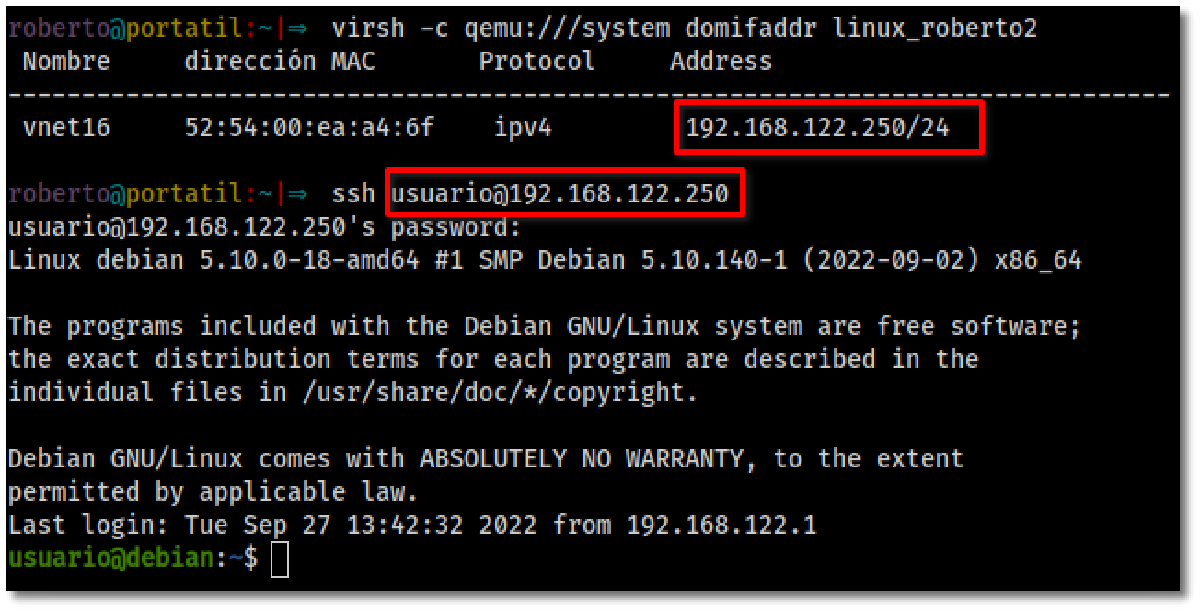 roberto@portatil:~|⇒ virsh -c qemu:///system domifaddr linux_roberto2
Nombre dirección MAC Protocol Address
-------------------------------------------------------------------------------
vnet16 52:54:00:ea:a4:6f ipv4 192.168.122.250/24
roberto@portatil:~|⇒ ssh usuario@192.168.122.250
usuario@192.168.122.250's password:
Linux debian 5.10.0-18-amd64 #1 SMP Debian 5.10.140-1 (2022-09-02) x86_64
The programs included with the Debian GNU/Linux system are free software;
the exact distribution terms for each program are described in the
individual files in /usr/share/doc/*/copyright.
Debian GNU/Linux comes with ABSOLUTELY NO WARRANTY, to the extent
permitted by applicable law.
Last login: Tue Sep 27 13:42:32 2022 from 192.168.122.1
usuario@debian:~$